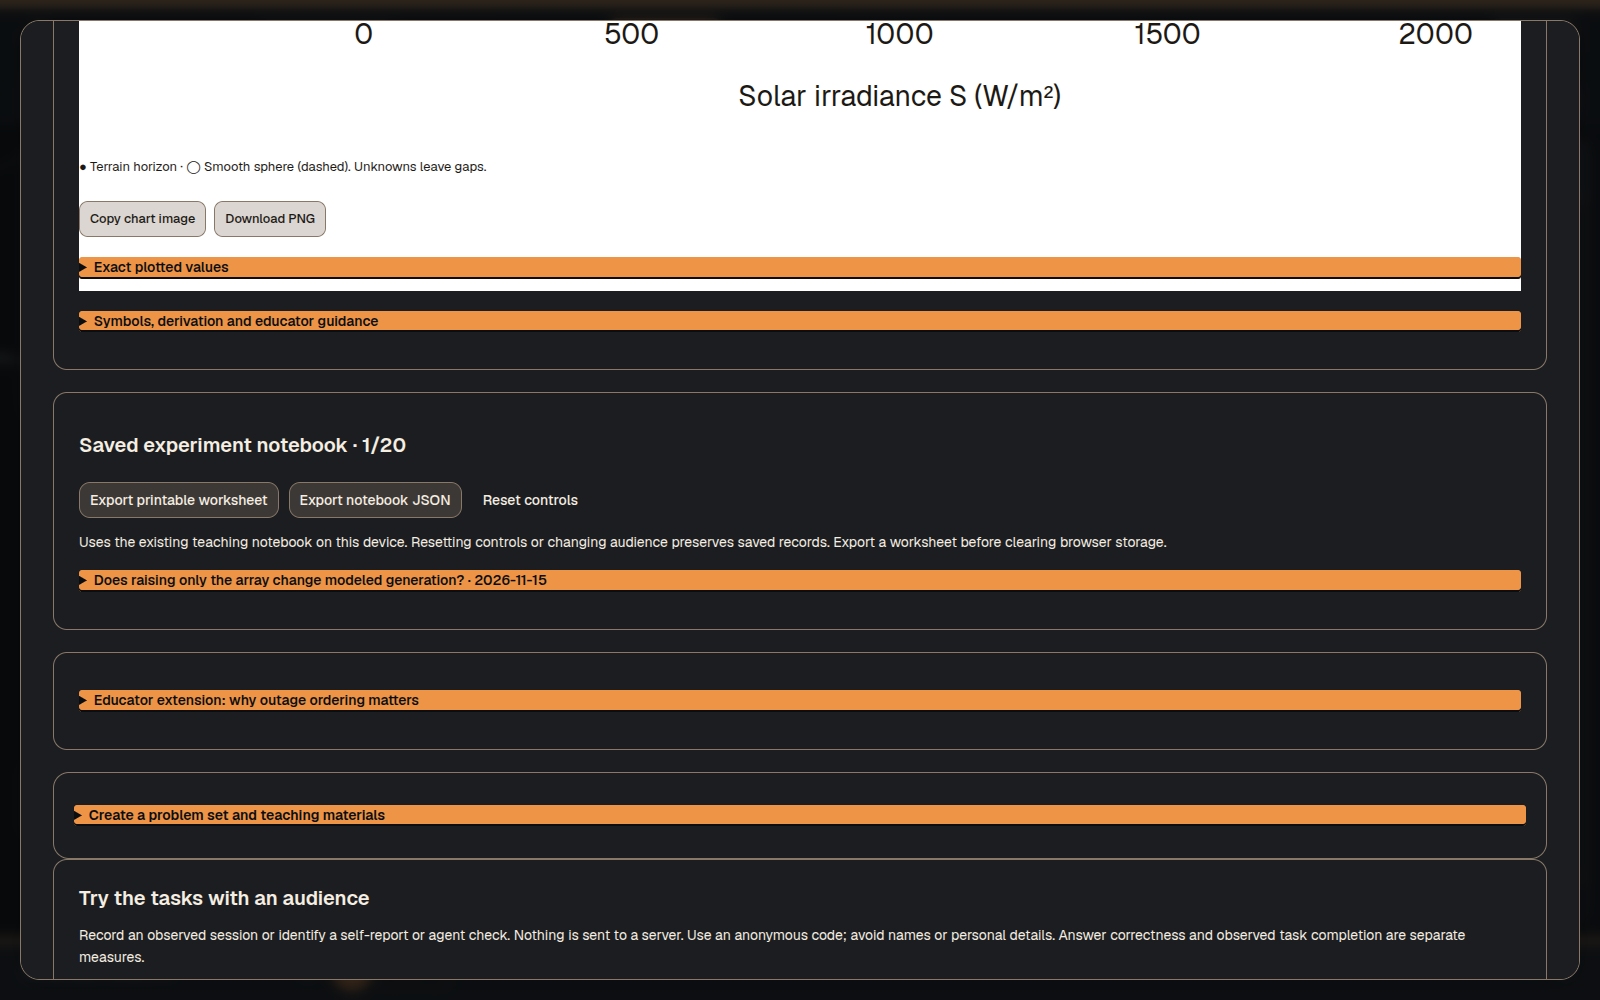 0 500 1000 1500 2000
Solar irradiance S (W/m²)
● Terrain horizon · ◯ Smooth sphere (dashed). Unknowns leave gaps.
Copy chart image Download PNG
▶ Exact plotted values
▶ Symbols, derivation and educator guidance
Saved experiment notebook · 1/20
Export printable worksheet Export notebook JSON Reset controls
Uses the existing teaching notebook on this device. Resetting controls or changing audience preserves saved records. Export a worksheet before clearing browser storage.
▶ Does raising only the array change modeled generation? · 2026-11-15
▶ Educator extension: why outage ordering matters
▶ Create a problem set and teaching materials
Try the tasks with an audience
Record an observed session or identify a self-report or agent check. Nothing is sent to a server. Use an anonymous code; avoid names or personal details. Answer correctness and observed task completion are separate
measures.